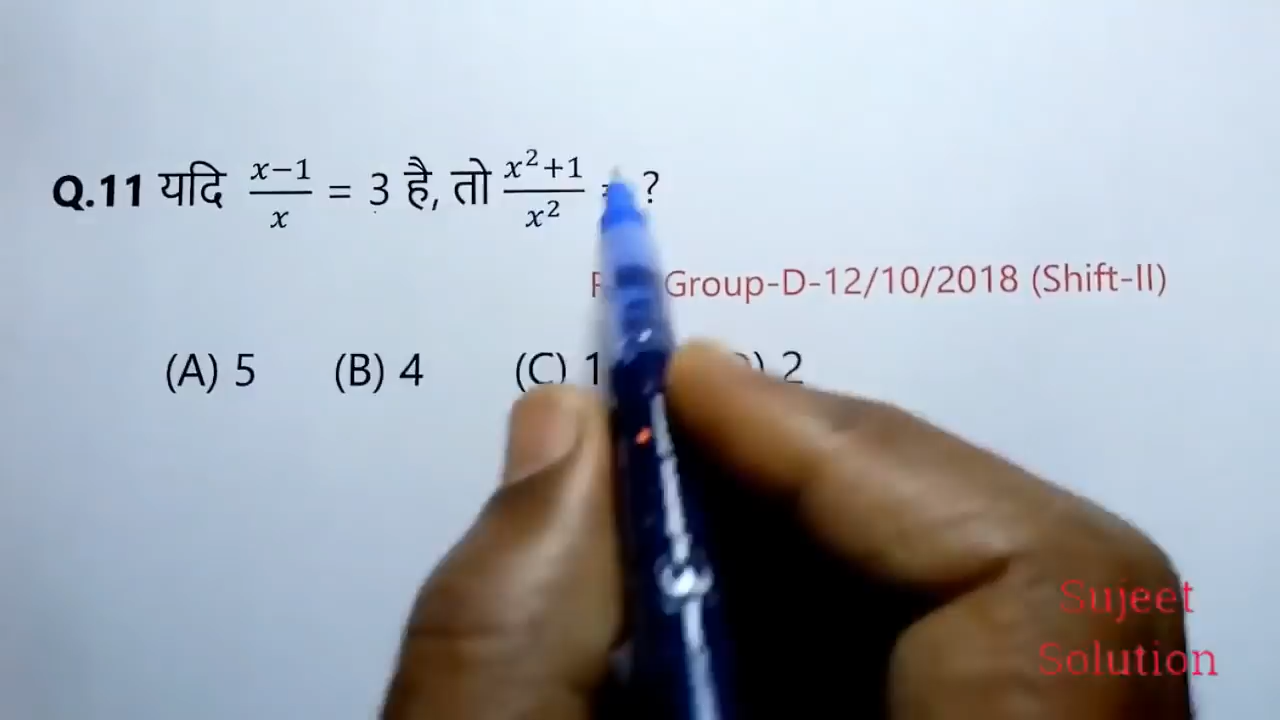 Q.11 यदि (x−1)/x = 3 है, तो (x²+1)/x² = ?
Group-D-12/10/2018 (Shift-II)
(A) 5 (B) 4 (C) 1 2
Sujeet
Solution